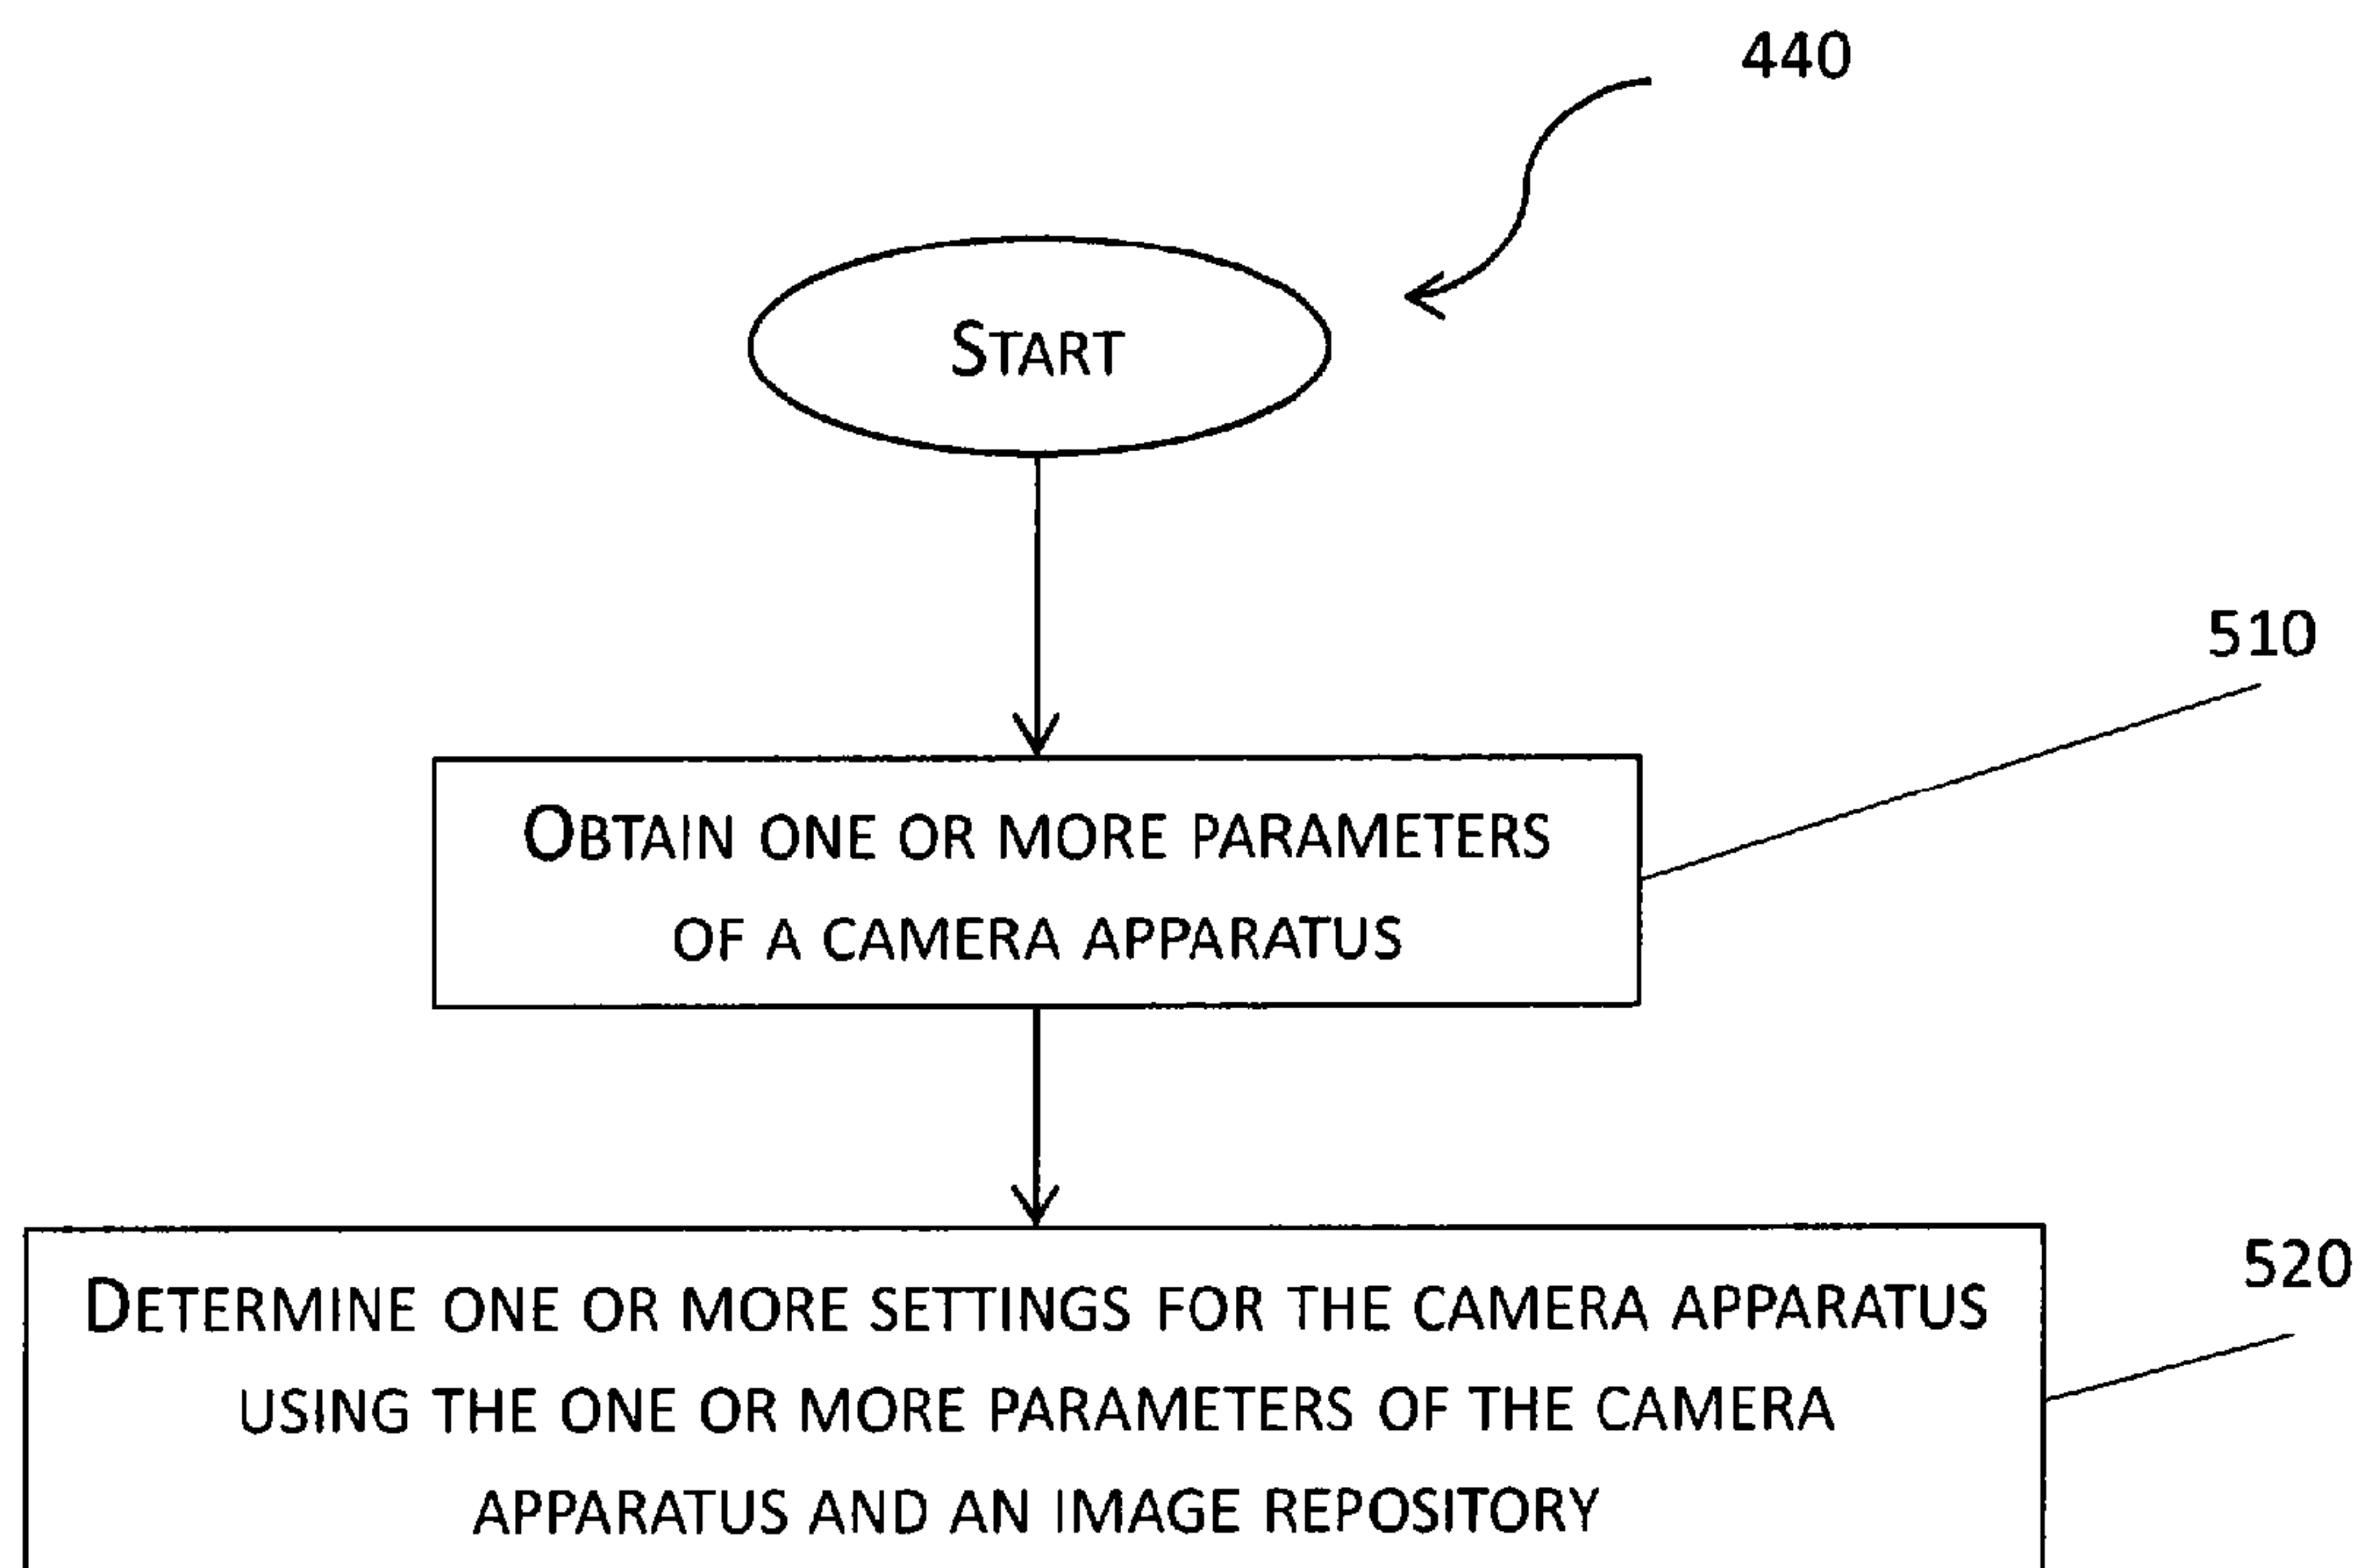 440
START
510
OBTAIN ONE OR MORE PARAMETERS
OF A CAMERA APPARATUS
520
DETERMINE ONE OR MORE SETTINGS FOR THE CAMERA APPARATUS
USING THE ONE OR MORE PARAMETERS OF THE CAMERA
APPARATUS AND AN IMAGE REPOSITORY